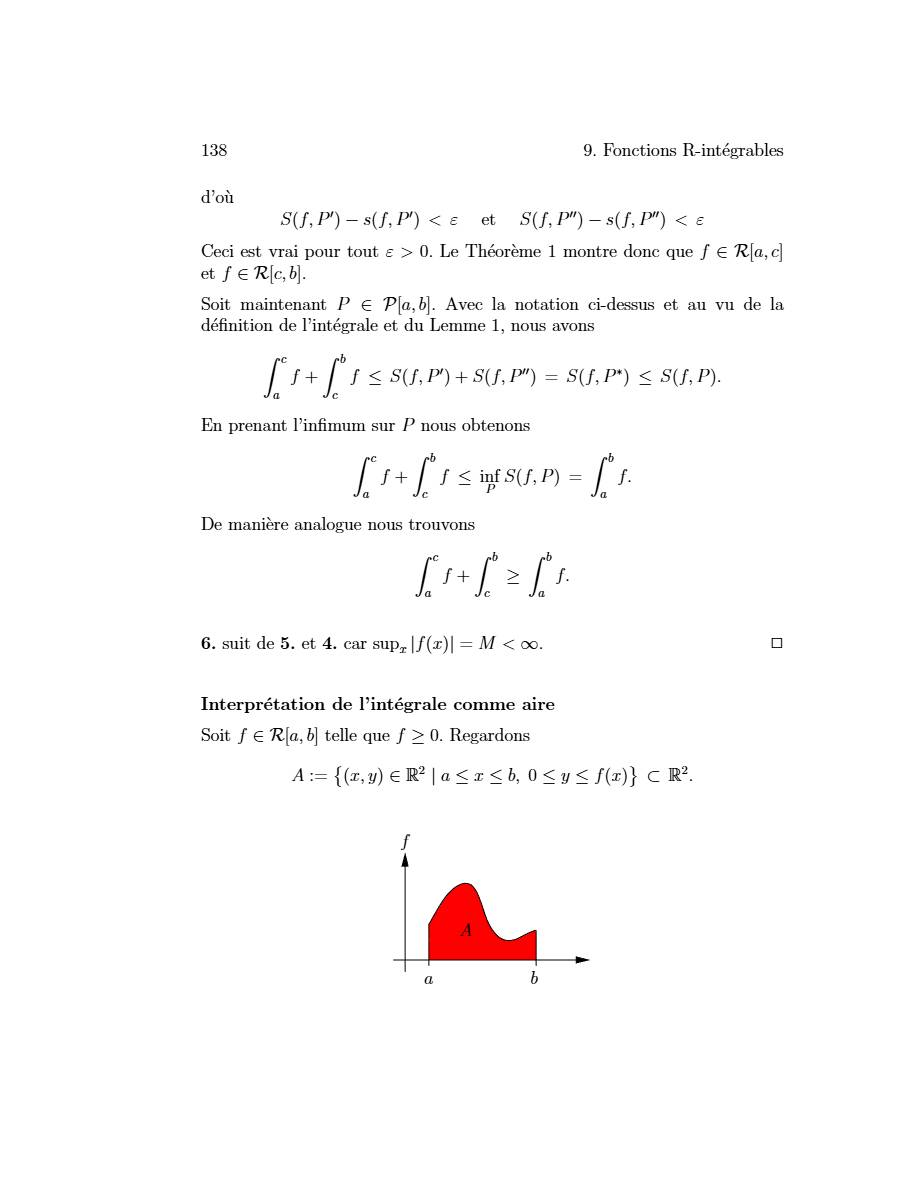 138 9. Fonctions R-intégrables
d'où
S(f, P′) − s(f, P′) < ε et S(f, P″) − s(f, P″) < ε
Ceci est vrai pour tout ε > 0. Le Théorème 1 montre donc que f ∈ R[a, c]
et f ∈ R[c, b].
Soit maintenant P ∈ P[a, b]. Avec la notation ci-dessus et au vu de la
définition de l'intégrale et du Lemme 1, nous avons
∫_a^c f + ∫_c^b f ≤ S(f, P′) + S(f, P″) = S(f, P*) ≤ S(f, P).
En prenant l'infimum sur P nous obtenons
∫_a^c f + ∫_c^b f ≤ inf_P S(f, P) = ∫_a^b f.
De manière analogue nous trouvons
∫_a^c f + ∫_c^b ≥ ∫_a^b f.
6. suit de 5. et 4. car sup_x |f(x)| = M < ∞. □
Interprétation de l'intégrale comme aire
Soit f ∈ R[a, b] telle que f ≥ 0. Regardons
A := {(x, y) ∈ ℝ² | a ≤ x ≤ b, 0 ≤ y ≤ f(x)} ⊂ ℝ².
f
A
a b